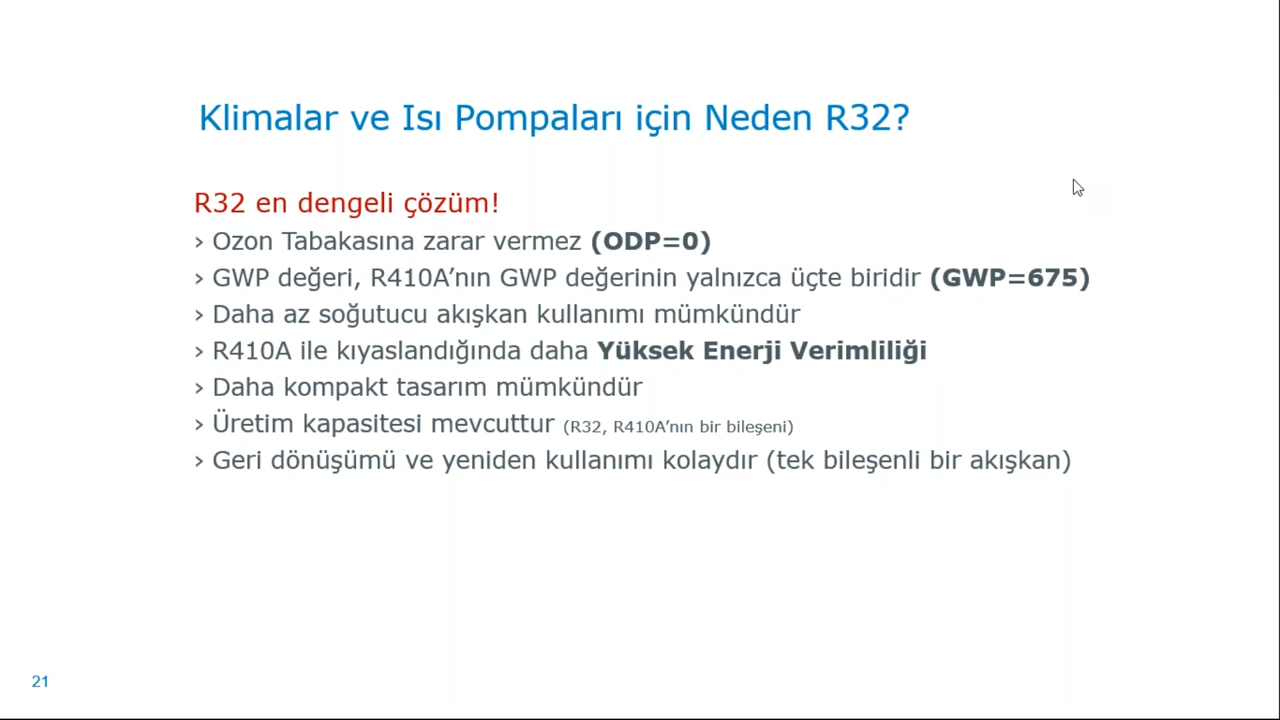 Klimalar ve Isı Pompaları için Neden R32?
R32 en dengeli çözüm!
› Ozon Tabakasına zarar vermez (ODP=0)
› GWP değeri, R410A’nın GWP değerinin yalnızca üçte biridir (GWP=675)
› Daha az soğutucu akışkan kullanımı mümkündür
› R410A ile kıyaslandığında daha Yüksek Enerji Verimliliği
› Daha kompakt tasarım mümkündür
› Üretim kapasitesi mevcuttur (R32, R410A’nın bir bileşeni)
› Geri dönüşümü ve yeniden kullanımı kolaydır (tek bileşenli bir akışkan)
21